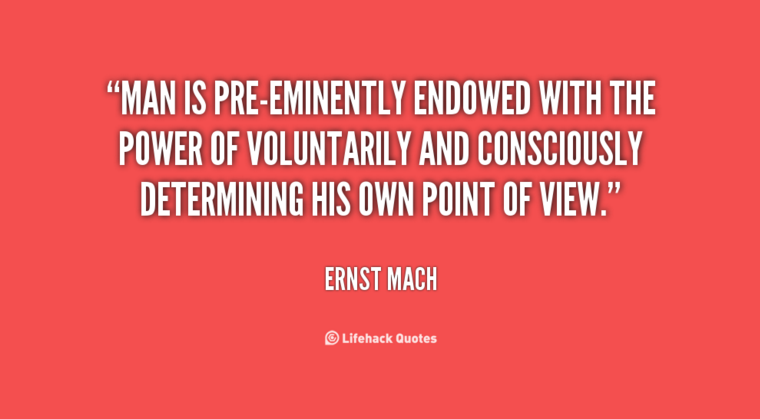 “MAN IS PRE-EMINENTLY ENDOWED WITH THE
POWER OF VOLUNTARILY AND CONSCIOUSLY
DETERMINING HIS OWN POINT OF VIEW.”
ERNST MACH
Lifehack Quotes